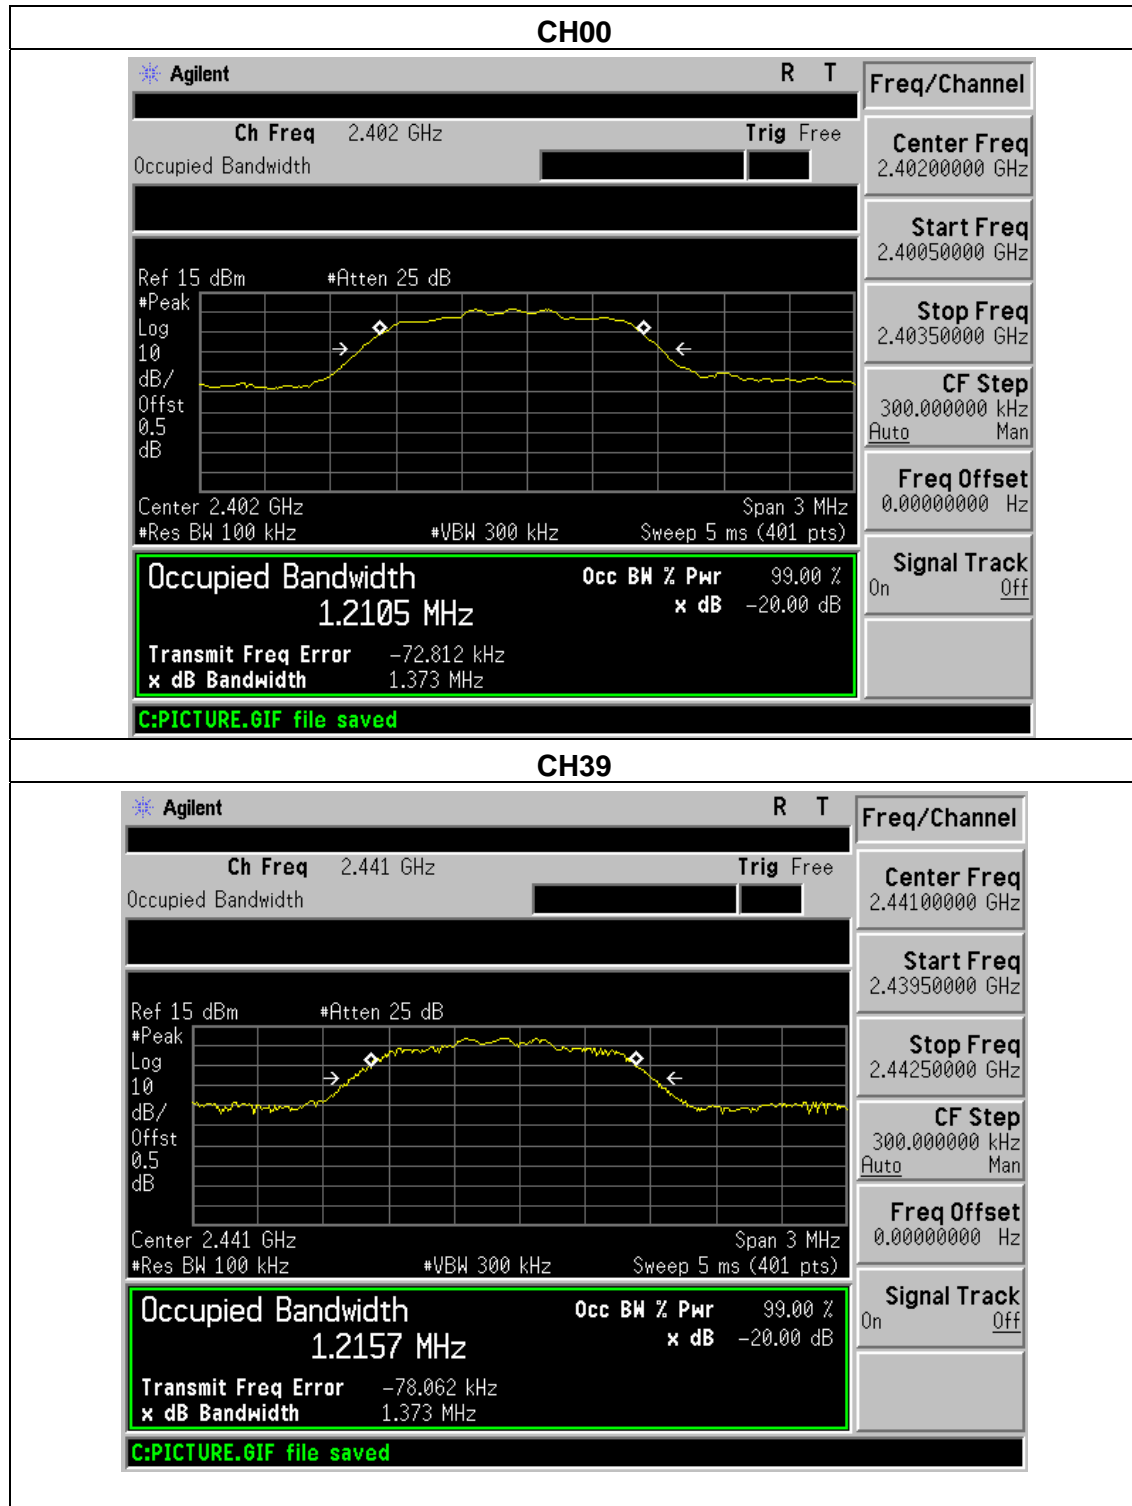 CH00
Agilent R T
Freq/Channel
Ch Freq 2.402 GHz Trig Free
Occupied Bandwidth
Center Freq
2.40200000 GHz
Start Freq
2.40050000 GHz
Stop Freq
2.40350000 GHz
CF Step
300.000000 kHz
Auto Man
Freq Offset
0.00000000 Hz
Signal Track
On Off
Ref 15 dBm #Atten 25 dB
#Peak
Log
10
dB/
Offst
0.5
dB
Center 2.402 GHz Span 3 MHz
#Res BW 100 kHz #VBW 300 kHz Sweep 5 ms (401 pts)
Occupied Bandwidth Occ BW % Pwr 99.00 %
1.2105 MHz x dB -20.00 dB
Transmit Freq Error -72.812 kHz
x dB Bandwidth 1.373 MHz
C:PICTURE.GIF file saved
CH39
Agilent R T
Freq/Channel
Ch Freq 2.441 GHz Trig Free
Occupied Bandwidth
Center Freq
2.44100000 GHz
Start Freq
2.43950000 GHz
Stop Freq
2.44250000 GHz
CF Step
300.000000 kHz
Auto Man
Freq Offset
0.00000000 Hz
Signal Track
On Off
Ref 15 dBm #Atten 25 dB
#Peak
Log
10
dB/
Offst
0.5
dB
Center 2.441 GHz Span 3 MHz
#Res BW 100 kHz #VBW 300 kHz Sweep 5 ms (401 pts)
Occupied Bandwidth Occ BW % Pwr 99.00 %
1.2157 MHz x dB -20.00 dB
Transmit Freq Error -78.062 kHz
x dB Bandwidth 1.373 MHz
C:PICTURE.GIF file saved